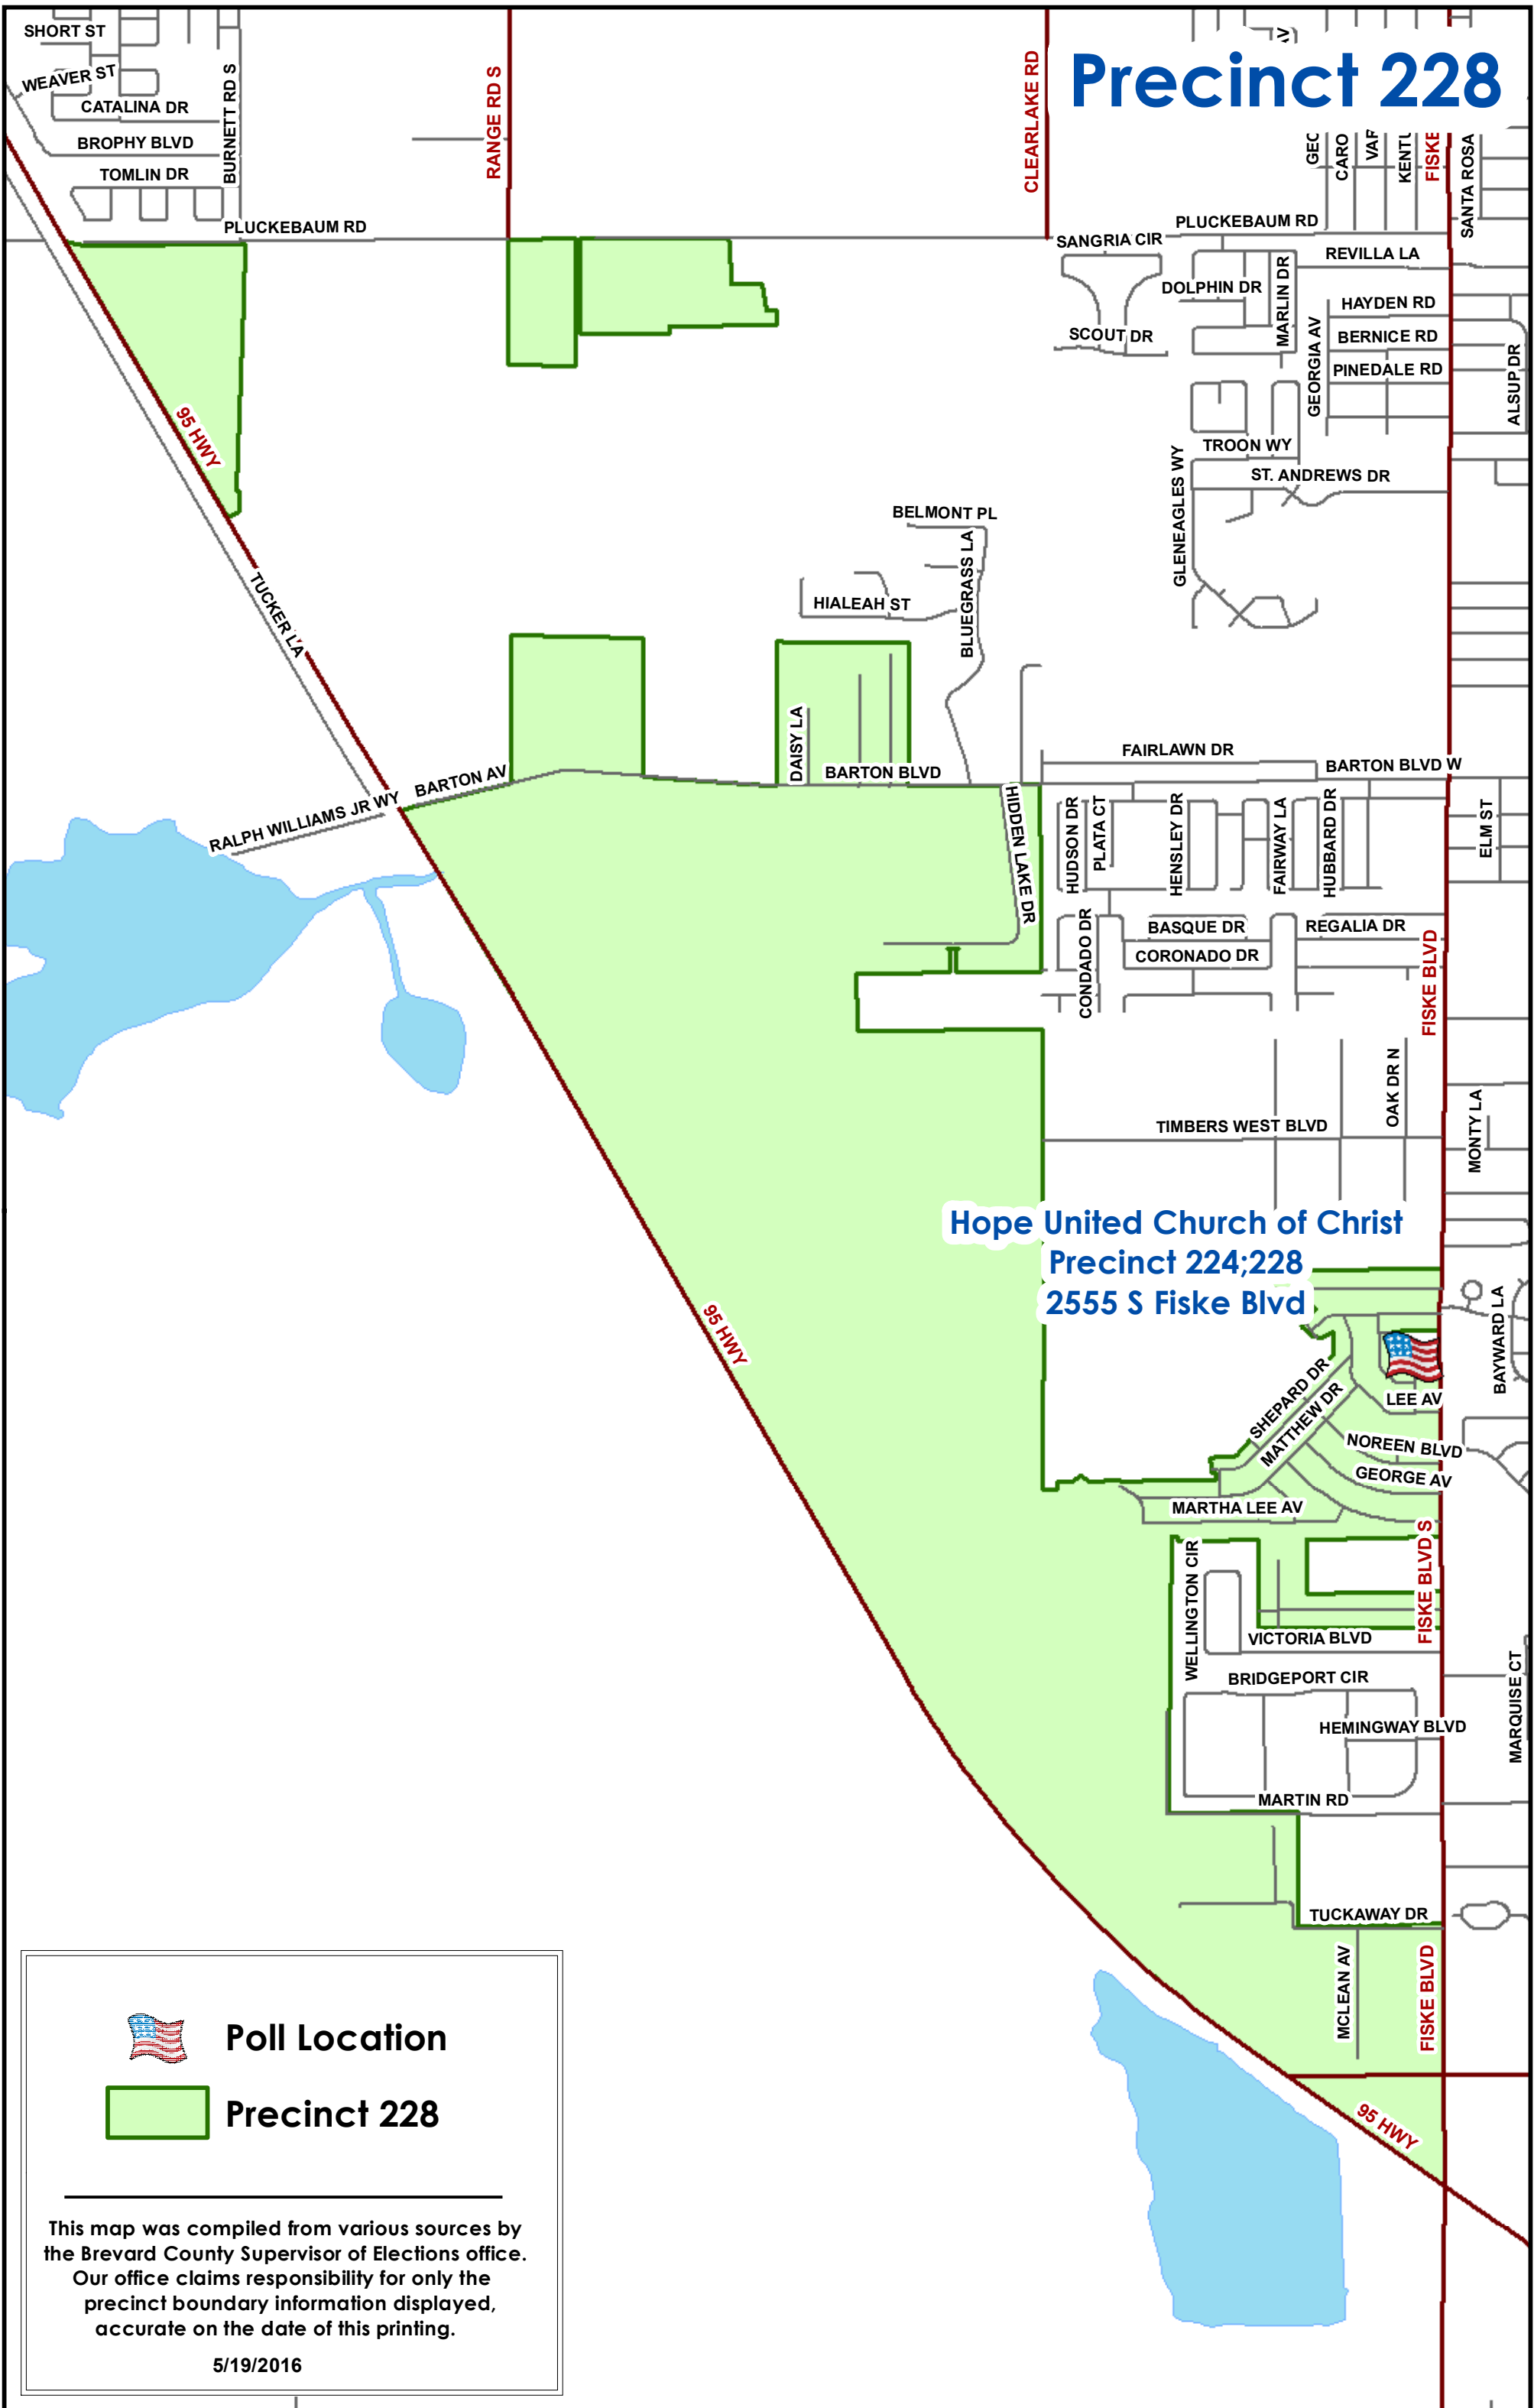 SHORT ST
WEAVER ST
CATALINA DR
BROPHY BLVD
TOMLIN DR
BURNETT RD S
RANGE RD S
CLEARLAKE RD
Precinct 228
AV
GEC
CARO
VAF
KENTU
FISKE
SANTA ROSA
PLUCKEBAUM RD
PLUCKEBAUM RD
SANGRIA CIR
REVILLA LA
DOLPHIN DR
MARLIN DR
HAYDEN RD
SCOUT DR
BERNICE RD
GEORGIA AV
PINEDALE RD
ALSUP DR
95 HWY
TROON WY
ST. ANDREWS DR
GLENEAGLES WY
BELMONT PL
BLUEGRASS LA
HIALEAH ST
TUCKER LA
DAISY LA
FAIRLAWN DR
BARTON BLVD W
BARTON BLVD
BARTON AV
RALPH WILLIAMS JR WY
HIDDEN LAKE DR
HUDSON DR
PLATA CT
HENSLEY DR
FAIRWAY LA
HUBBARD DR
ELM ST
BASQUE DR
REGALIA DR
CORONADO DR
CONDADO DR
FISKE BLVD
OAK DR N
TIMBERS WEST BLVD
MONTY LA
Hope United Church of Christ
Precinct 224;228
2555 S Fiske Blvd
BAYWARD LA
95 HWY
SHEPARD DR
MATTHEW DR
LEE AV
NOREEN BLVD
GEORGE AV
MARTHA LEE AV
WELLINGTON CIR
FISKE BLVD S
VICTORIA BLVD
BRIDGEPORT CIR
HEMINGWAY BLVD
MARQUISE CT
MARTIN RD
TUCKAWAY DR
MCLEAN AV
FISKE BLVD
95 HWY
Poll Location
Precinct 228
This map was compiled from various sources by
the Brevard County Supervisor of Elections office.
Our office claims responsibility for only the
precinct boundary information displayed,
accurate on the date of this printing.
5/19/2016